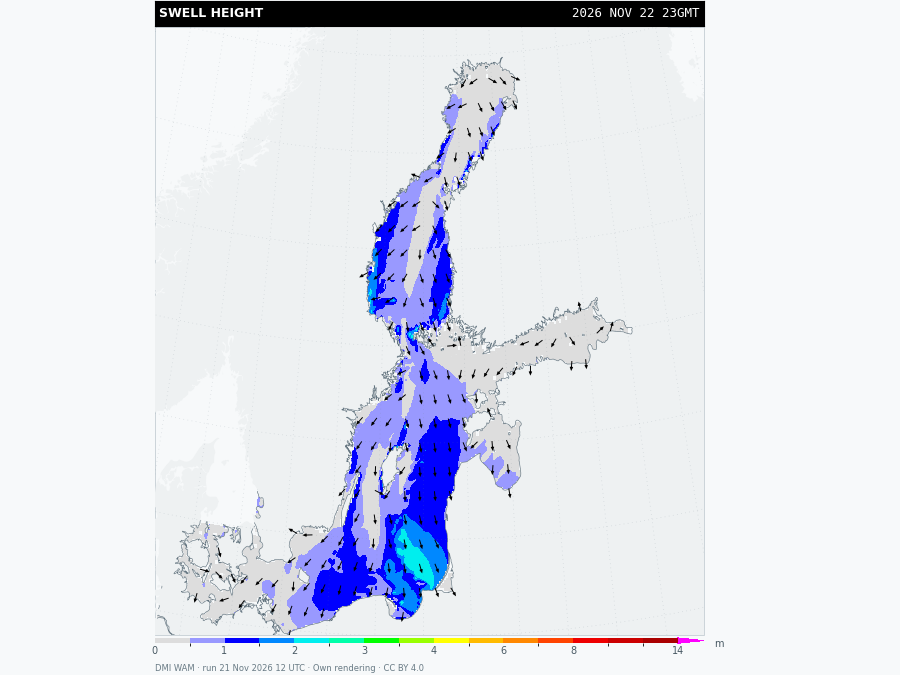 SWELL HEIGHT 2026 NOV 22 23GMT
0 1 2 3 4 6 8 14 m
DMI WAM · run 21 Nov 2026 12 UTC · Own rendering · CC BY 4.0